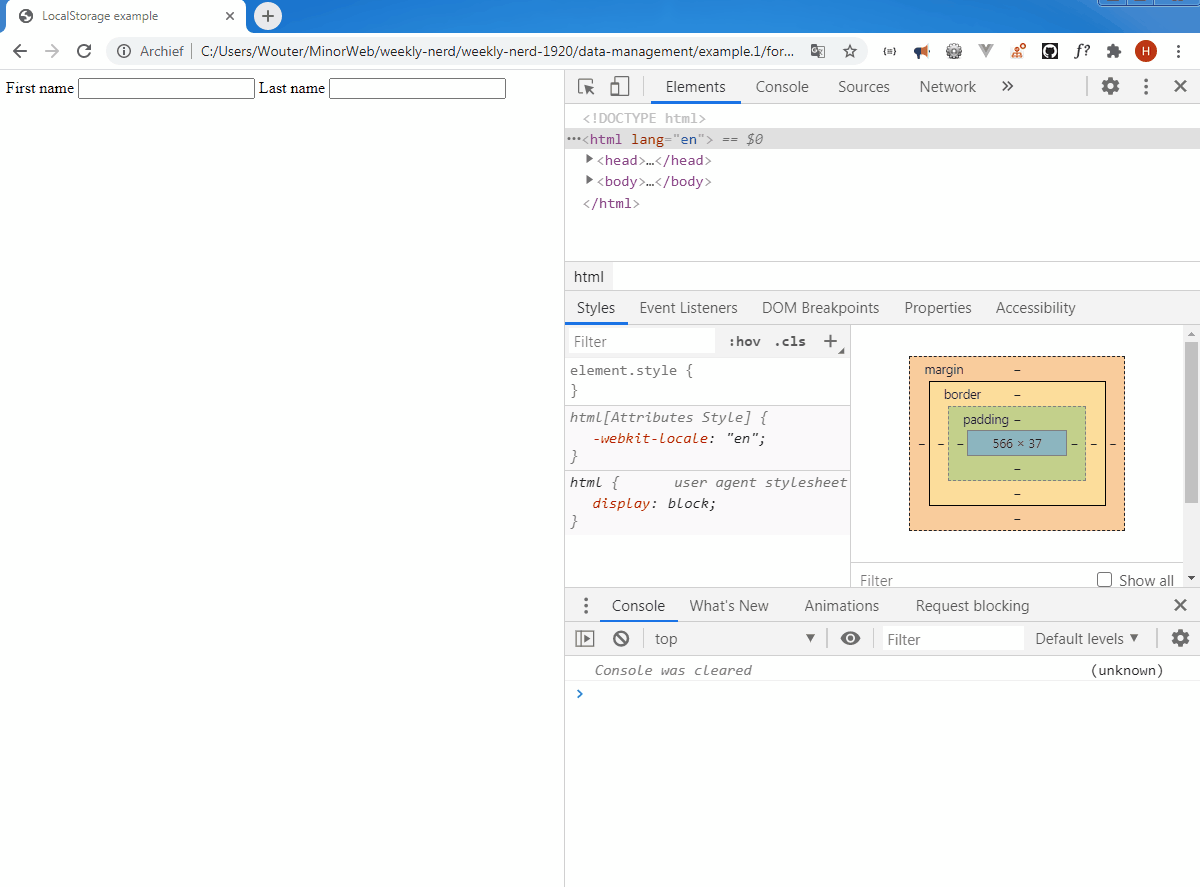 LocalStorage example
Archief C:/Users/Wouter/MinorWeb/weekly-nerd/weekly-nerd-1920/data-management/example.1/for... {=} f? H
First name Last name
Elements Console Sources Network »
<!DOCTYPE html>
···<html lang="en"> == $0
<head>…</head>
<body>…</body>
</html>
html
Styles Event Listeners DOM Breakpoints Properties Accessibility
Filter :hov .cls +
element.style {
}
html[Attributes Style] {
-webkit-locale: "en";
}
html { user agent stylesheet
display: block;
}
margin –
border –
padding –
– – – 566 × 37 – – –
–
–
–
Filter Show all
Console What's New Animations Request blocking
top Filter Default levels
Console was cleared (unknown)
>